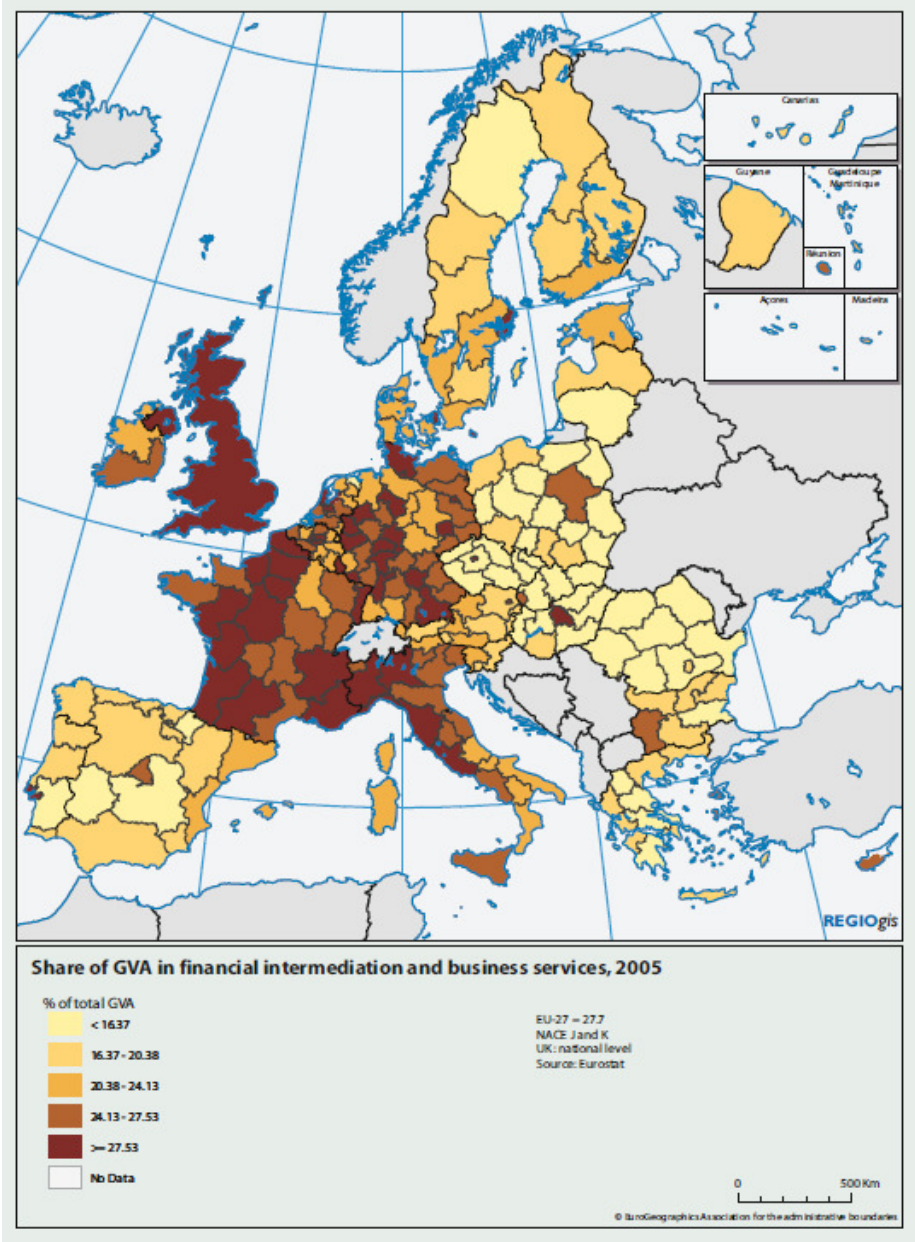 Canarias
Guyane
Guadeloupe
Martinique
Réunion
Açores
Madeira
REGIOgis
Share of GVA in financial intermediation and business services, 2005
% of total GVA
< 16.37
16.37 - 20.38
20.38 - 24.13
24.13 - 27.53
>= 27.53
No Data
EU-27 = 27.7
NACE J and K
UK: national level
Source: Eurostat
0 500 Km
© EuroGeographics Association for the administrative boundaries